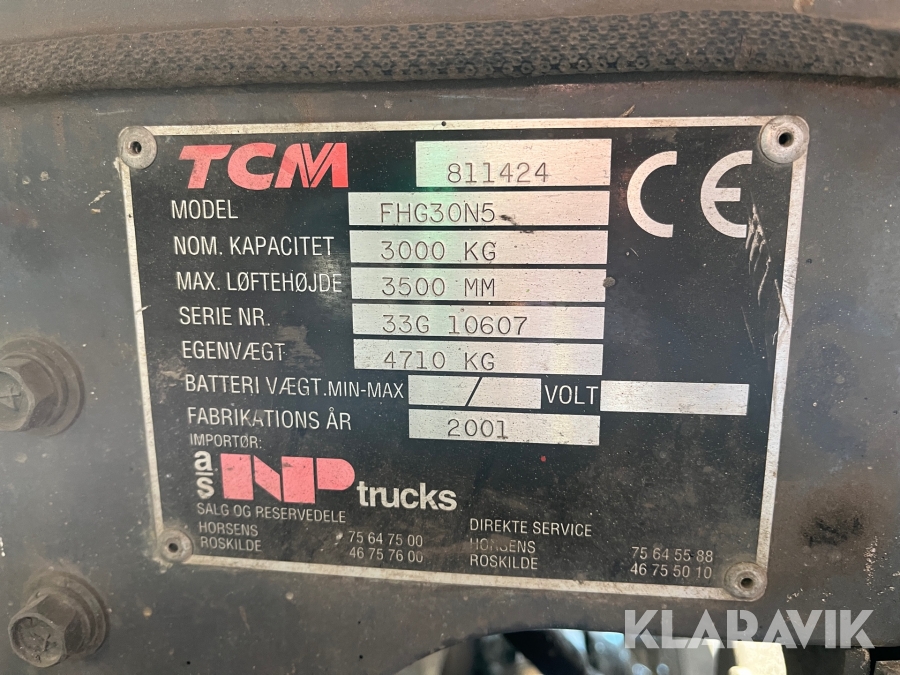 TCM 811424 CE
MODEL FHG30N5
NOM. KAPACITET 3000 KG
MAX. LØFTEHØJDE 3500 MM
SERIE NR. 33G 10607
EGENVÆGT 4710 KG
BATTERI VÆGT.MIN-MAX / VOLT
FABRIKATIONS ÅR 2001
IMPORTØR:
a/s NP trucks
SALG OG RESERVEDELE
HORSENS 75 64 75 00
ROSKILDE 46 75 76 00
DIREKTE SERVICE
HORSENS 75 64 55 88
ROSKILDE 46 75 50 10
KLARAVIK